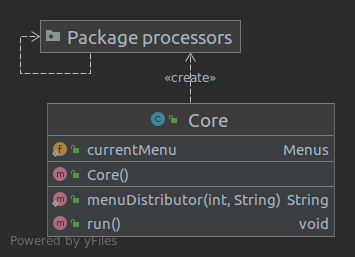 Package processors
«create»
Core
currentMenu Menus
Core()
menuDistributor(int, String) String
run() void
Powered by yFiles